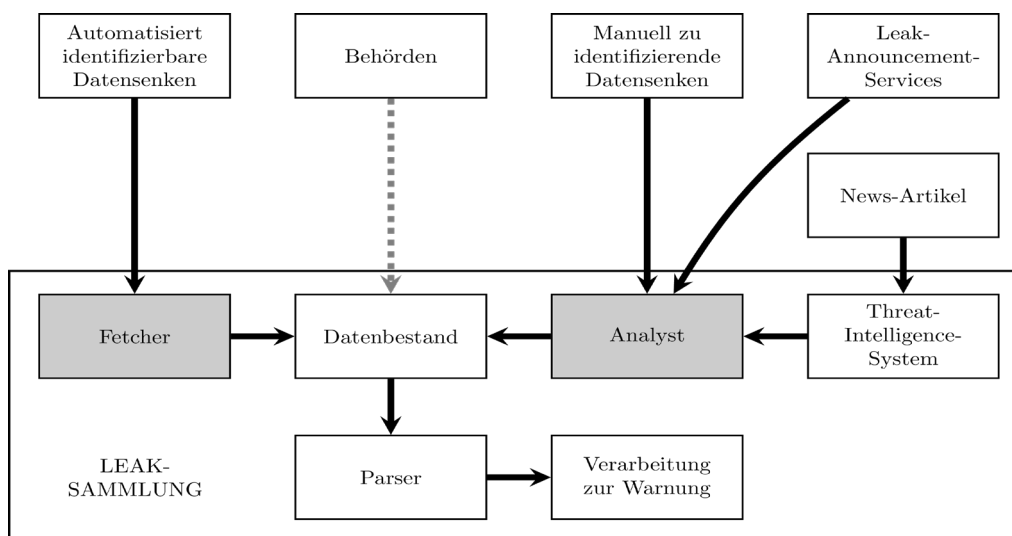 Automatisiert
identifizierbare
Datensenken
Behörden
Manuell zu
identifizierende
Datensenken
Leak-
Announcement-
Services
News-Artikel
Fetcher
Datenbestand
Analyst
Threat-
Intelligence-
System
LEAK-
SAMMLUNG
Parser
Verarbeitung
zur Warnung